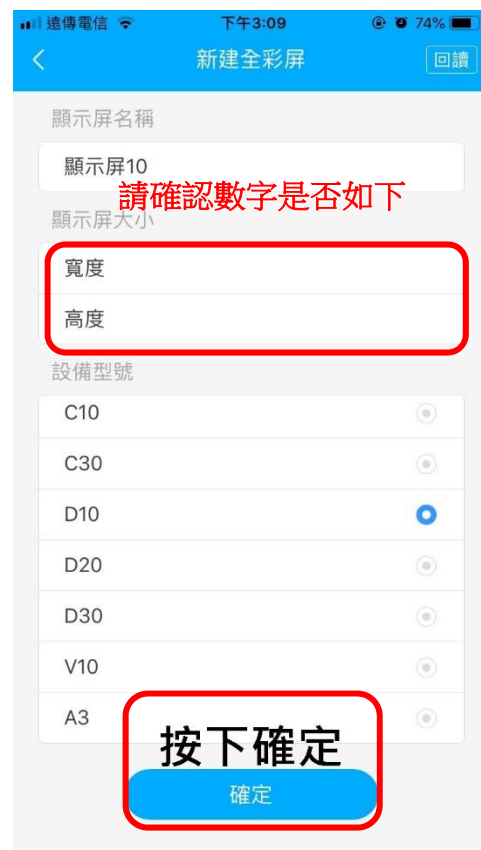 遠傳電信 下午3:09 74%
新建全彩屏 回讀
顯示屏名稱
顯示屏10
請確認數字是否如下
顯示屏大小
寬度
高度
設備型號
C10
C30
D10
D20
D30
V10
A3
按下確定
確定